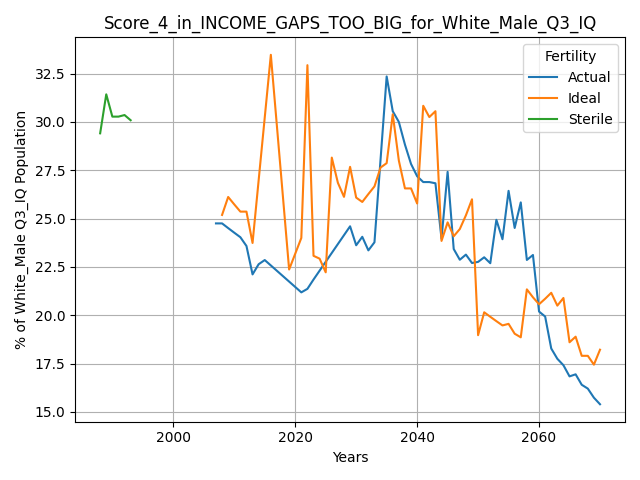 Score_4_in_INCOME_GAPS_TOO_BIG_for_White_Male_Q3_IQ
Fertility
Actual
Ideal
Sterile
% of White_Male Q3_IQ Population
32.5
30.0
27.5
25.0
22.5
20.0
17.5
15.0
2000
2020
2040
2060
Years